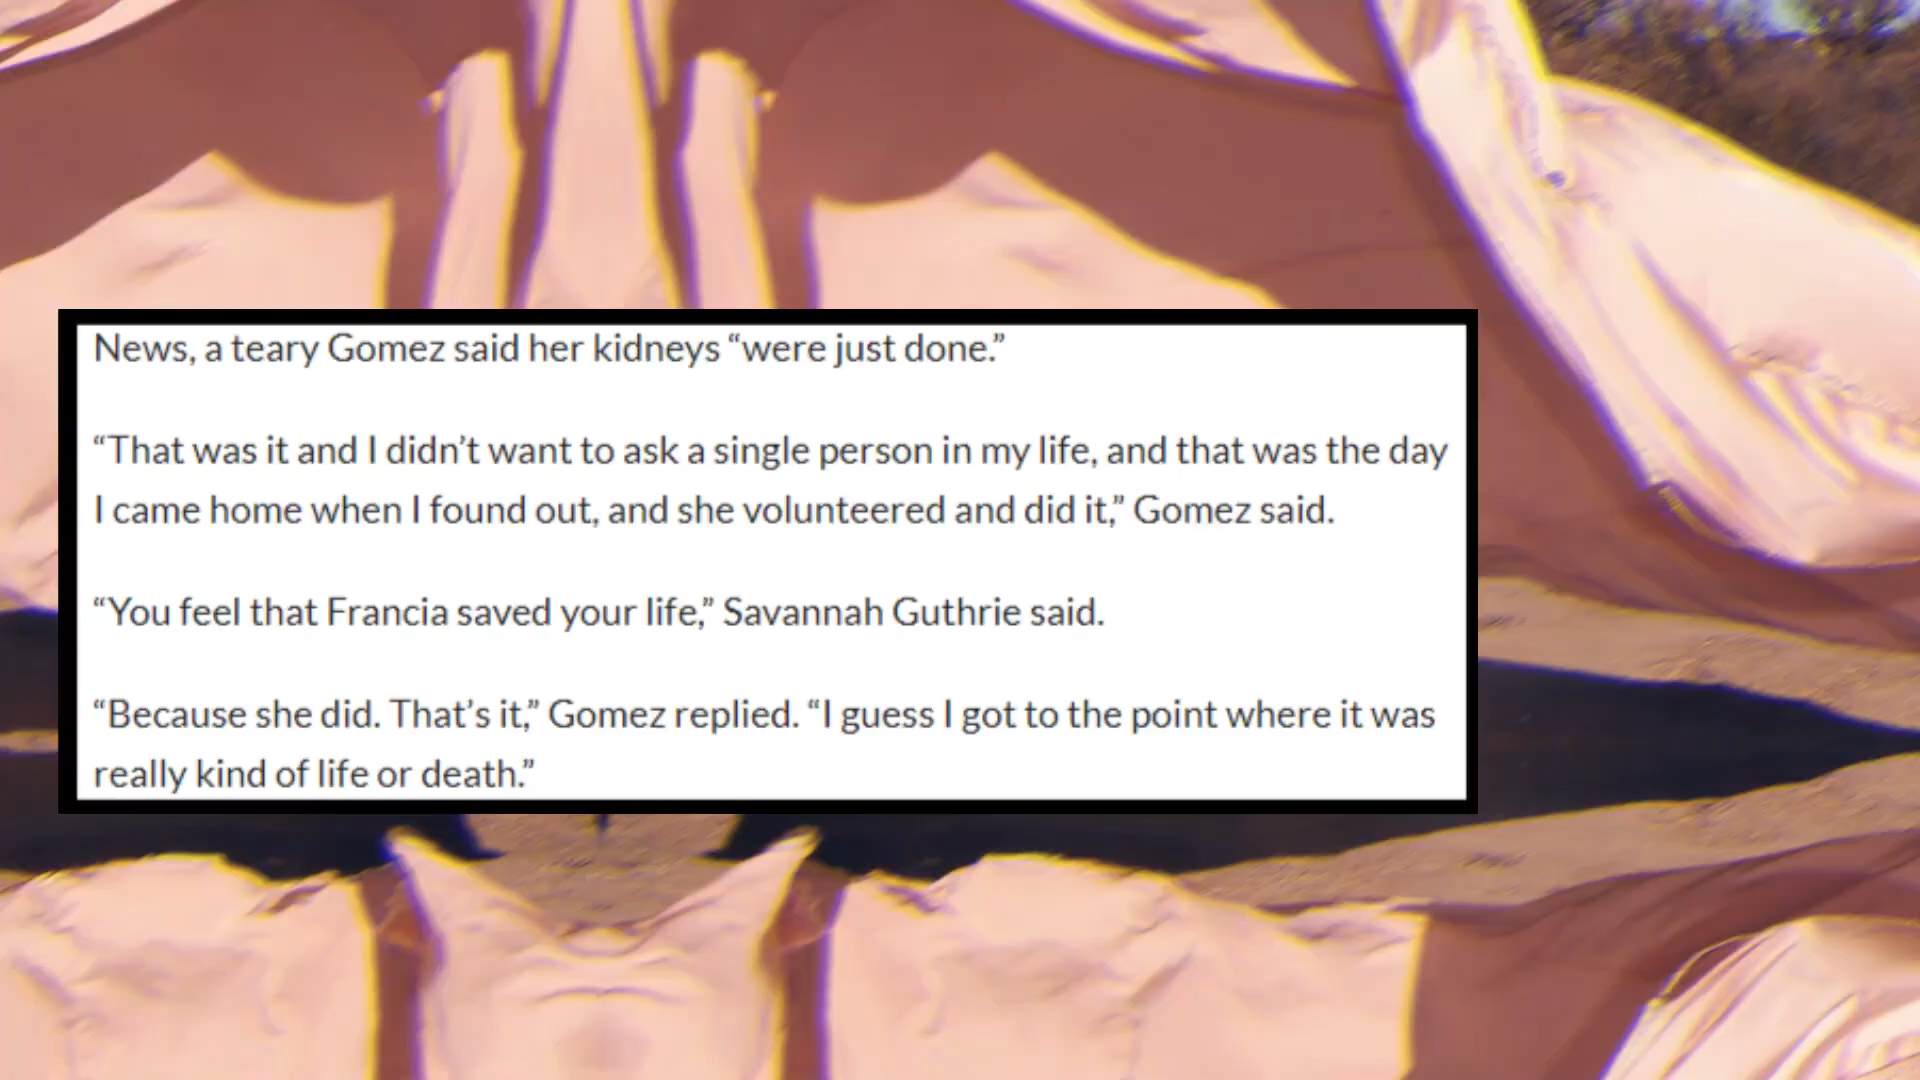 News, a teary Gomez said her kidneys “were just done.”
“That was it and I didn’t want to ask a single person in my life, and that was the day
I came home when I found out, and she volunteered and did it,” Gomez said.
“You feel that Francia saved your life,” Savannah Guthrie said.
“Because she did. That’s it,” Gomez replied. “I guess I got to the point where it was
really kind of life or death.”